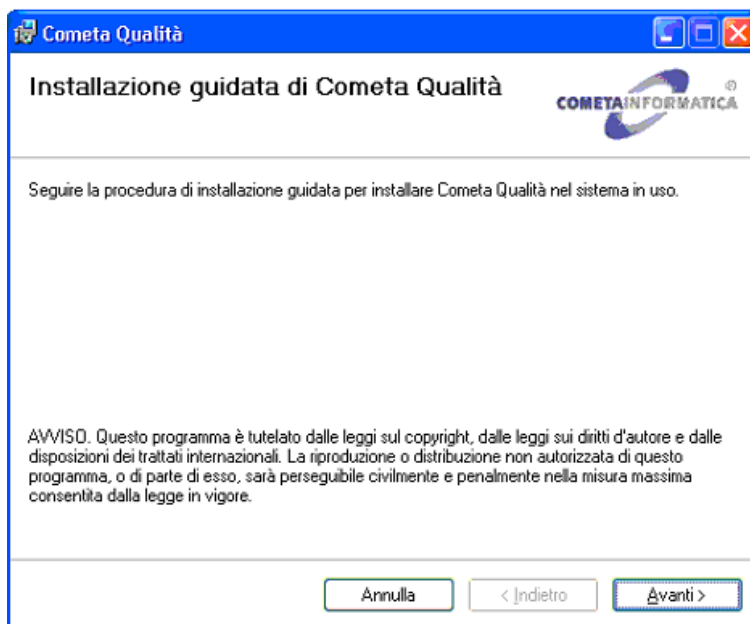 Cometa Qualità
Installazione guidata di Cometa Qualità
COMETAINFORMATICA
®
Seguire la procedura di installazione guidata per installare Cometa Qualità nel sistema in uso.
AVVISO. Questo programma è tutelato dalle leggi sul copyright, dalle leggi sui diritti d'autore e dalle
disposizioni dei trattati internazionali. La riproduzione o distribuzione non autorizzata di questo
programma, o di parte di esso, sarà perseguibile civilmente e penalmente nella misura massima
consentita dalla legge in vigore.
Annulla
< Indietro
Avanti >